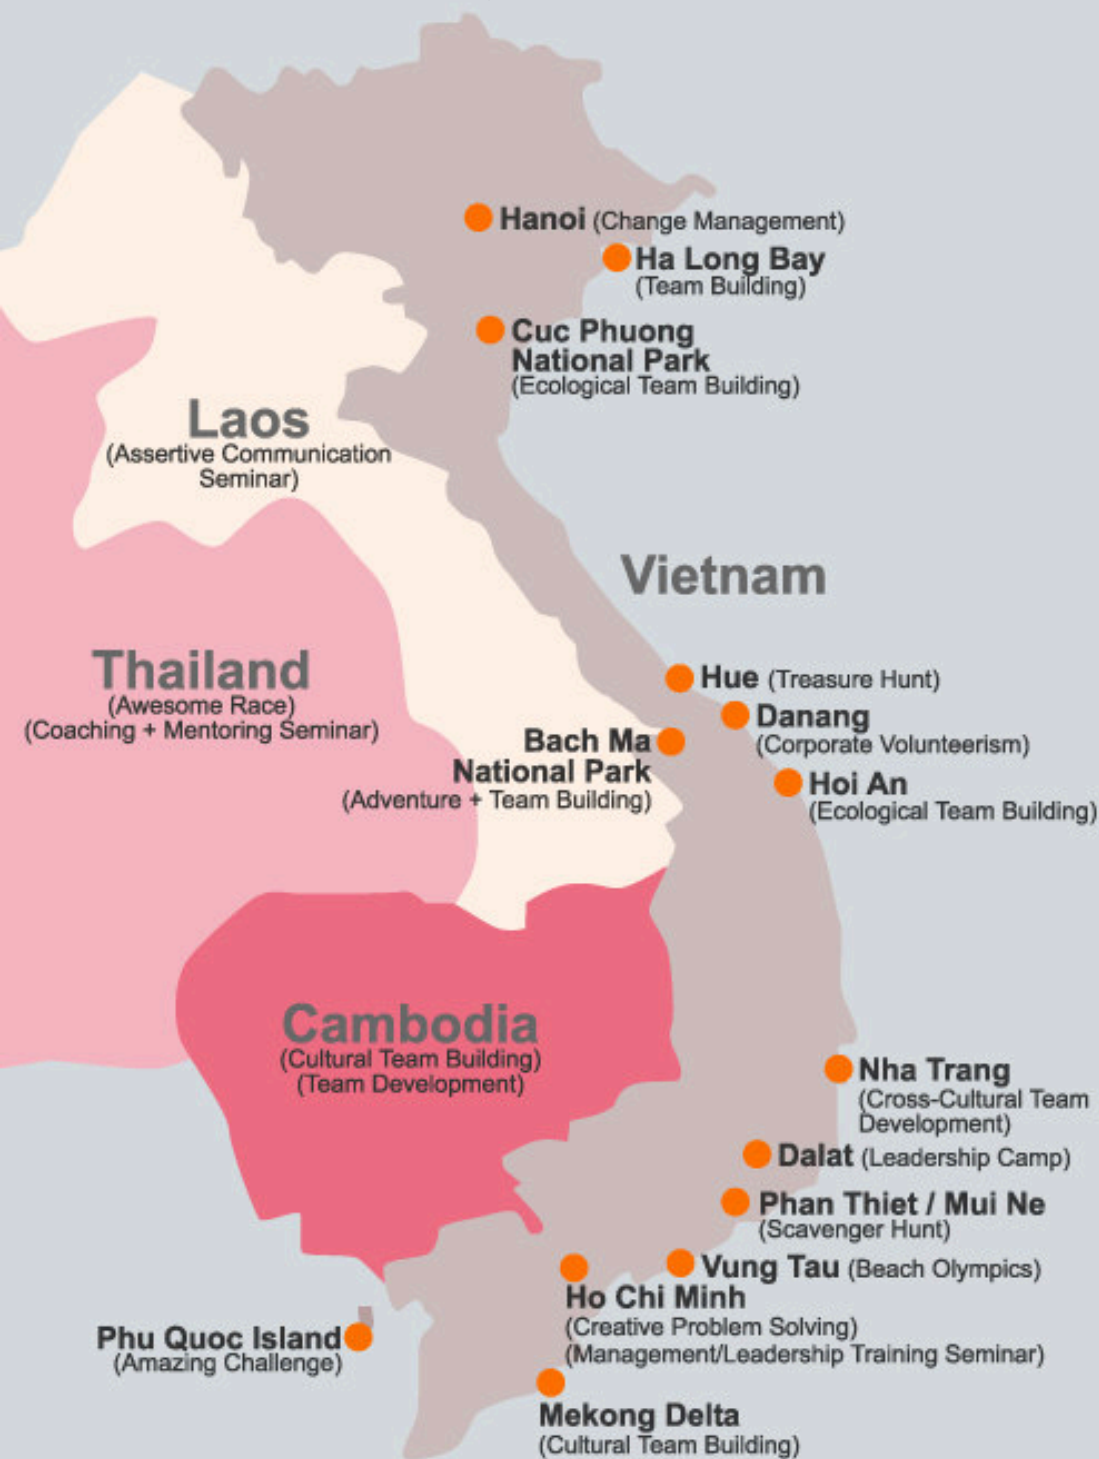 Hanoi (Change Management)
Ha Long Bay
(Team Building)
Cuc Phuong
National Park
(Ecological Team Building)
Laos
(Assertive Communication
Seminar)
Vietnam
Thailand
(Awesome Race)
(Coaching + Mentoring Seminar)
Hue (Treasure Hunt)
Danang
(Corporate Volunteerism)
Bach Ma
National Park
(Adventure + Team Building)
Hoi An
(Ecological Team Building)
Cambodia
(Cultural Team Building)
(Team Development)
Nha Trang
(Cross-Cultural Team
Development)
Dalat (Leadership Camp)
Phan Thiet / Mui Ne
(Scavenger Hunt)
Vung Tau (Beach Olympics)
Ho Chi Minh
(Creative Problem Solving)
(Management/Leadership Training Seminar)
Phu Quoc Island
(Amazing Challenge)
Mekong Delta
(Cultural Team Building)